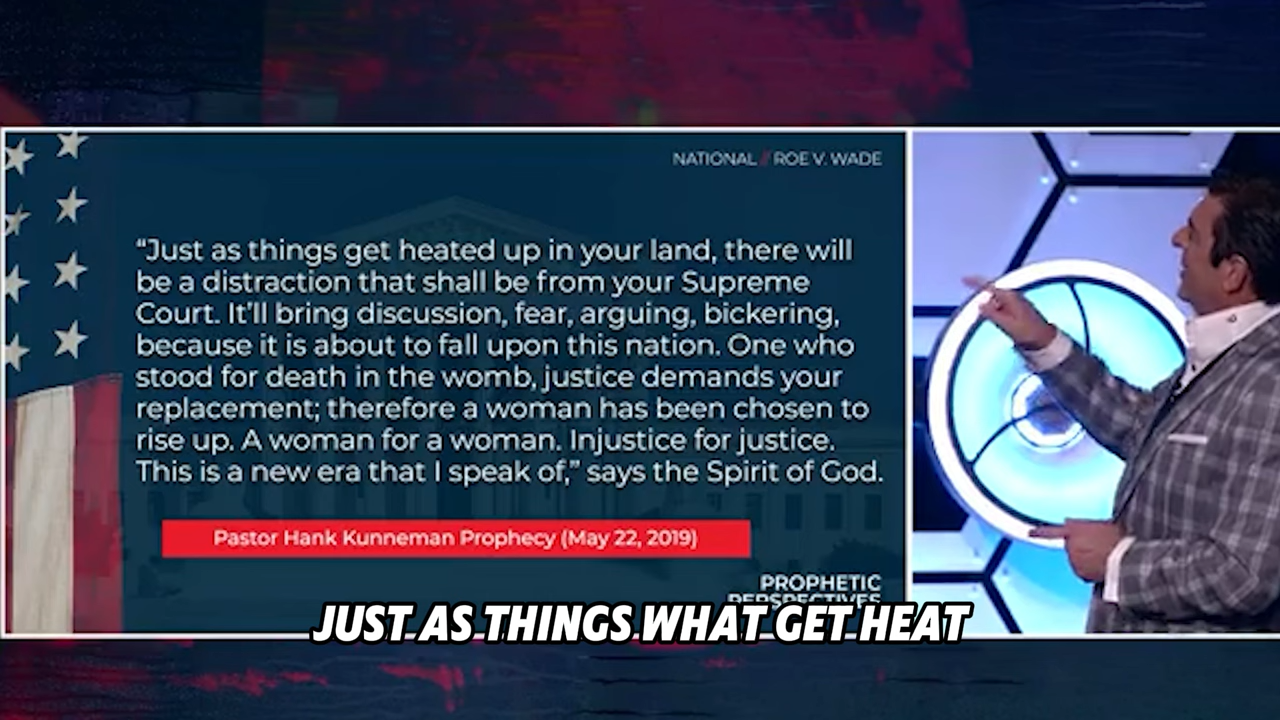 NATIONAL // ROE V. WADE
“Just as things get heated up in your land, there will
be a distraction that shall be from your Supreme
Court. It’ll bring discussion, fear, arguing, bickering,
because it is about to fall upon this nation. One who
stood for death in the womb, justice demands your
replacement; therefore a woman has been chosen to
rise up. A woman for a woman. Injustice for justice.
This is a new era that I speak of,” says the Spirit of God.
Pastor Hank Kunneman Prophecy (May 22, 2019)
PROPHETIC
PERSPECTIVES
JUST AS THINGS WHAT GET HEAT